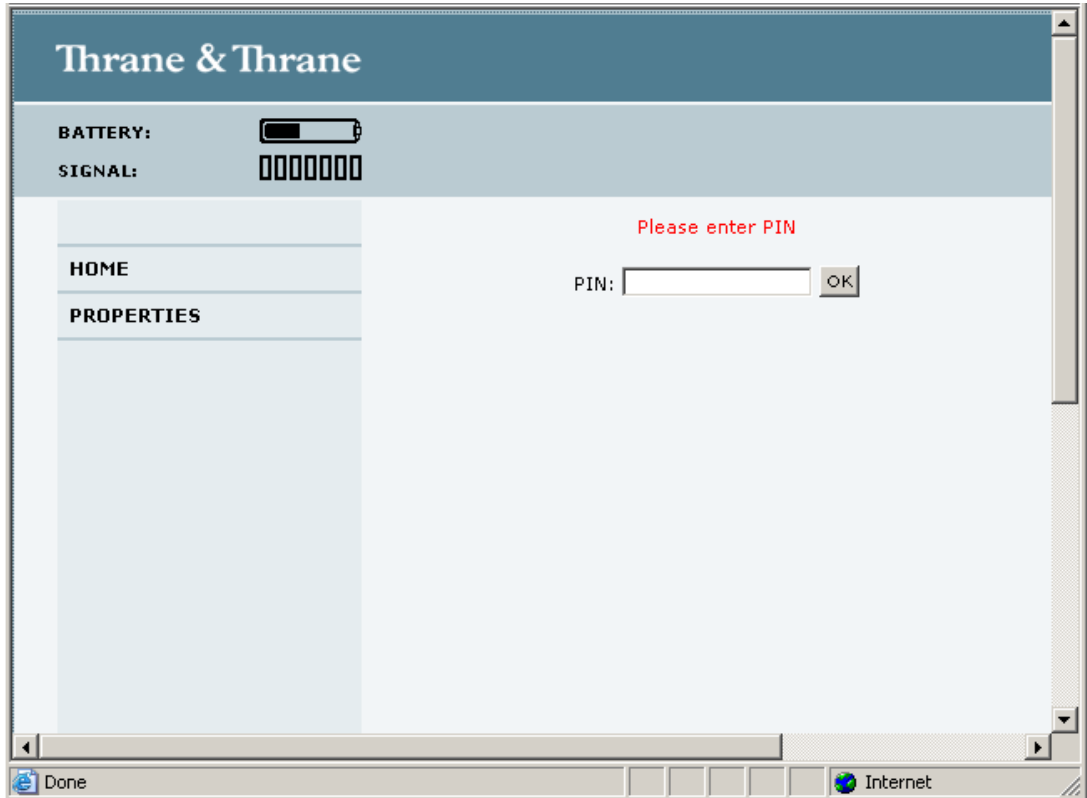 Thrane & Thrane
BATTERY:
SIGNAL:
Please enter PIN
HOME
PIN: OK
PROPERTIES
Done Internet